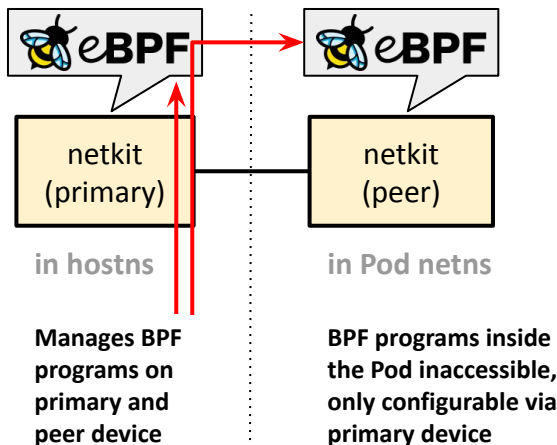 eBPF
eBPF
netkit
(primary)
netkit
(peer)
in hostns
in Pod netns
Manages BPF
programs on
primary and
peer device
BPF programs inside
the Pod inaccessible,
only configurable via
primary device